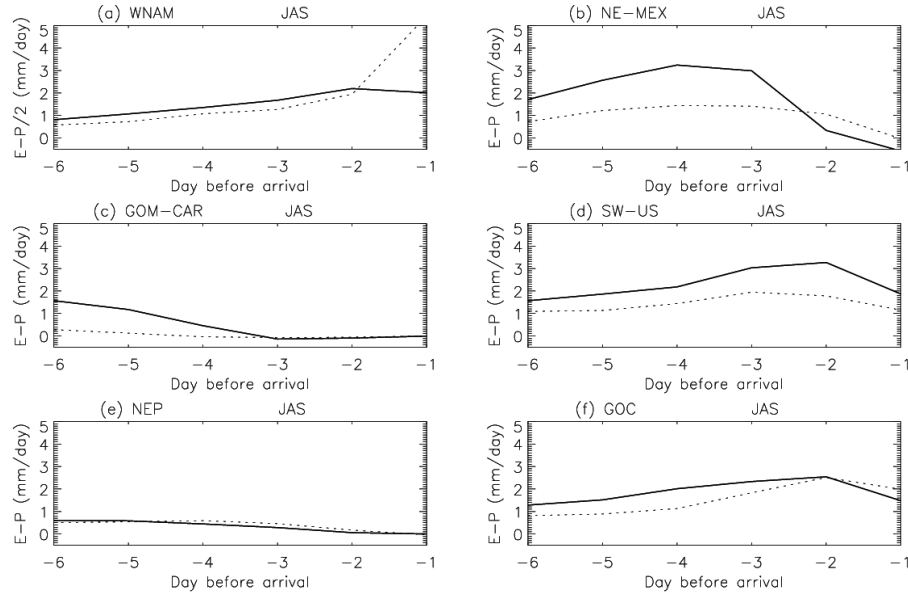 (a) WNAM JAS
E-P/2 (mm/day)
5
4
3
2
1
0
-6 -5 -4 -3 -2 -1
Day before arrival
(b) NE-MEX JAS
E-P (mm/day)
5
4
3
2
1
0
-6 -5 -4 -3 -2 -1
Day before arrival
(c) GOM-CAR JAS
E-P (mm/day)
5
4
3
2
1
0
-6 -5 -4 -3 -2 -1
Day before arrival
(d) SW-US JAS
E-P (mm/day)
5
4
3
2
1
0
-6 -5 -4 -3 -2 -1
Day before arrival
(e) NEP JAS
E-P (mm/day)
5
4
3
2
1
0
-6 -5 -4 -3 -2 -1
Day before arrival
(f) GOC JAS
E-P (mm/day)
5
4
3
2
1
0
-6 -5 -4 -3 -2 -1
Day before arrival